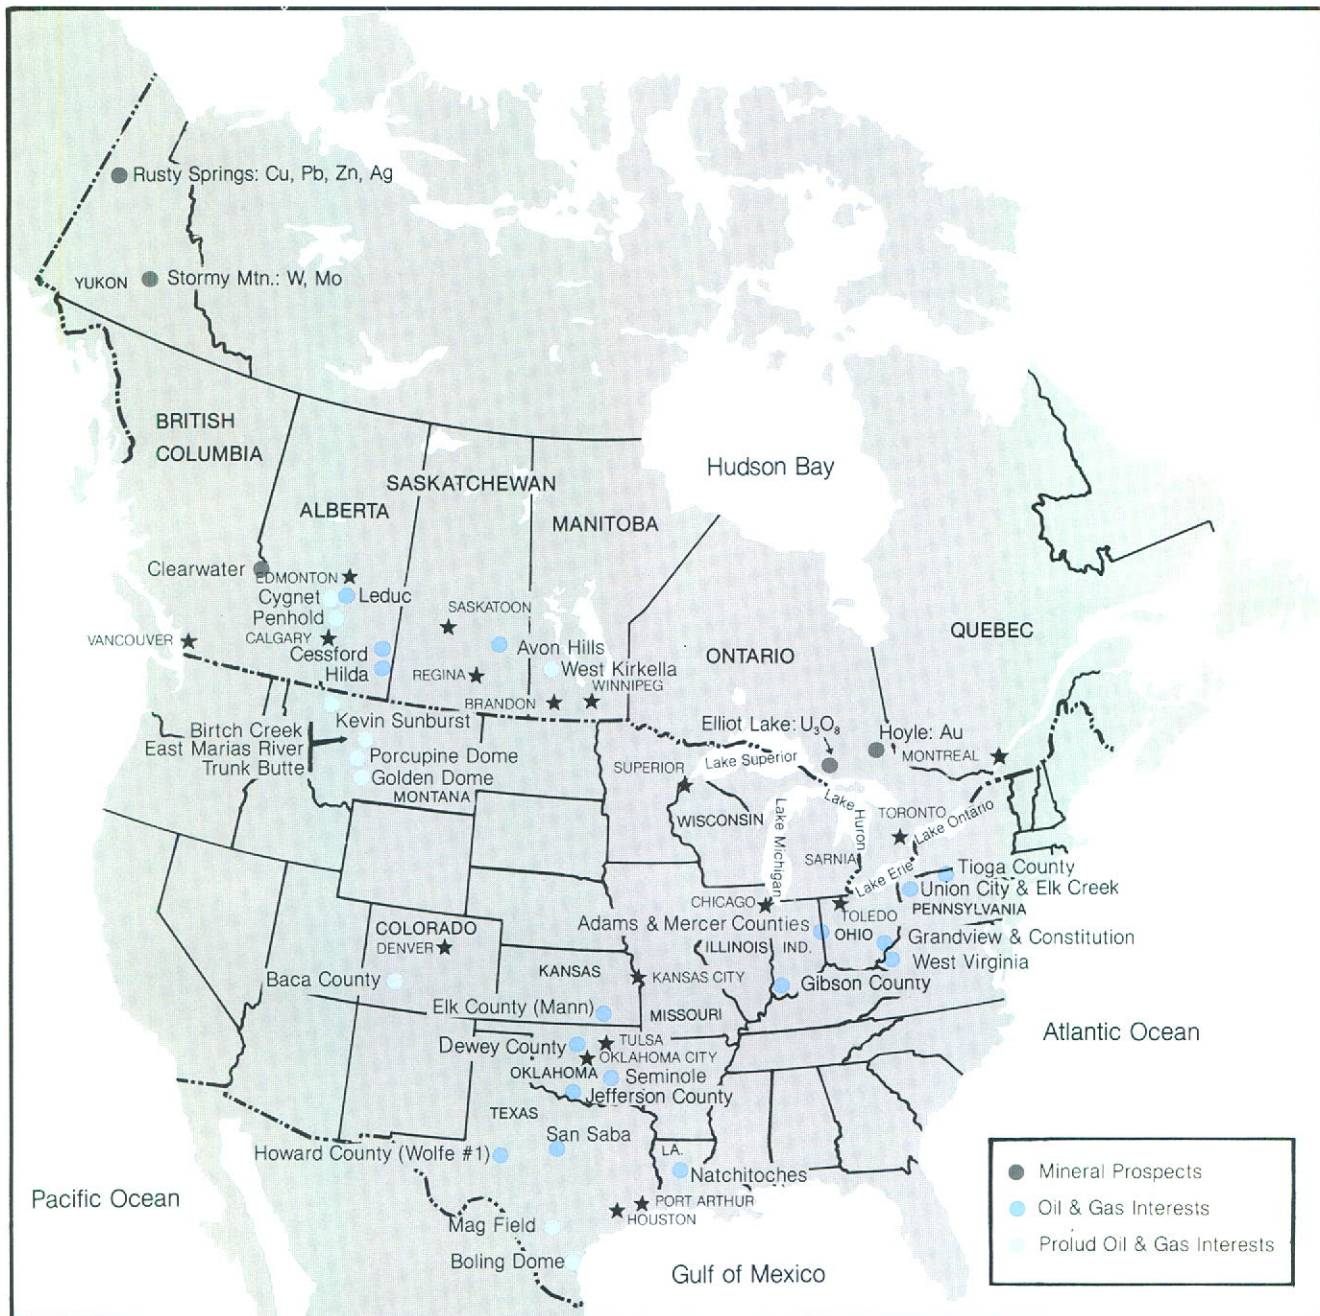 Rusty Springs: Cu, Pb, Zn, Ag
YUKON
Stormy Mtn.: W, Mo
BRITISH
COLUMBIA
Hudson Bay
SASKATCHEWAN
ALBERTA
MANITOBA
Clearwater
EDMONTON
Cygnet
Leduc
Penhold
SASKATOON
VANCOUVER
CALGARY
QUEBEC
Cessford
Avon Hills
ONTARIO
Hilda
REGINA
West Kirkella
WINNIPEG
BRANDON
Kevin Sunburst
Elliot Lake: U₃O₈
Hoyle: Au
Birtch Creek
East Marias River
Trunk Butte
Porcupine Dome
Golden Dome
MONTANA
SUPERIOR
Lake Superior
MONTREAL
WISCONSIN
Lake Michigan
Lake Huron
TORONTO
Lake Ontario
SARNIA
Lake Erie
Tioga County
Union City & Elk Creek
PENNSYLVANIA
CHICAGO
TOLEDO
Adams & Mercer Counties
OHIO
COLORADO
DENVER
ILLINOIS
IND.
Grandview & Constitution
West Virginia
Baca County
KANSAS
KANSAS CITY
Gibson County
Elk County (Mann)
MISSOURI
Atlantic Ocean
Dewey County
TULSA
OKLAHOMA CITY
OKLAHOMA
Seminole
Jefferson County
TEXAS
San Saba
Howard County (Wolfe #1)
LA.
Natchitoches
Pacific Ocean
PORT ARTHUR
HOUSTON
Mag Field
Boling Dome
Gulf of Mexico
Mineral Prospects
Oil & Gas Interests
Prolud Oil & Gas Interests